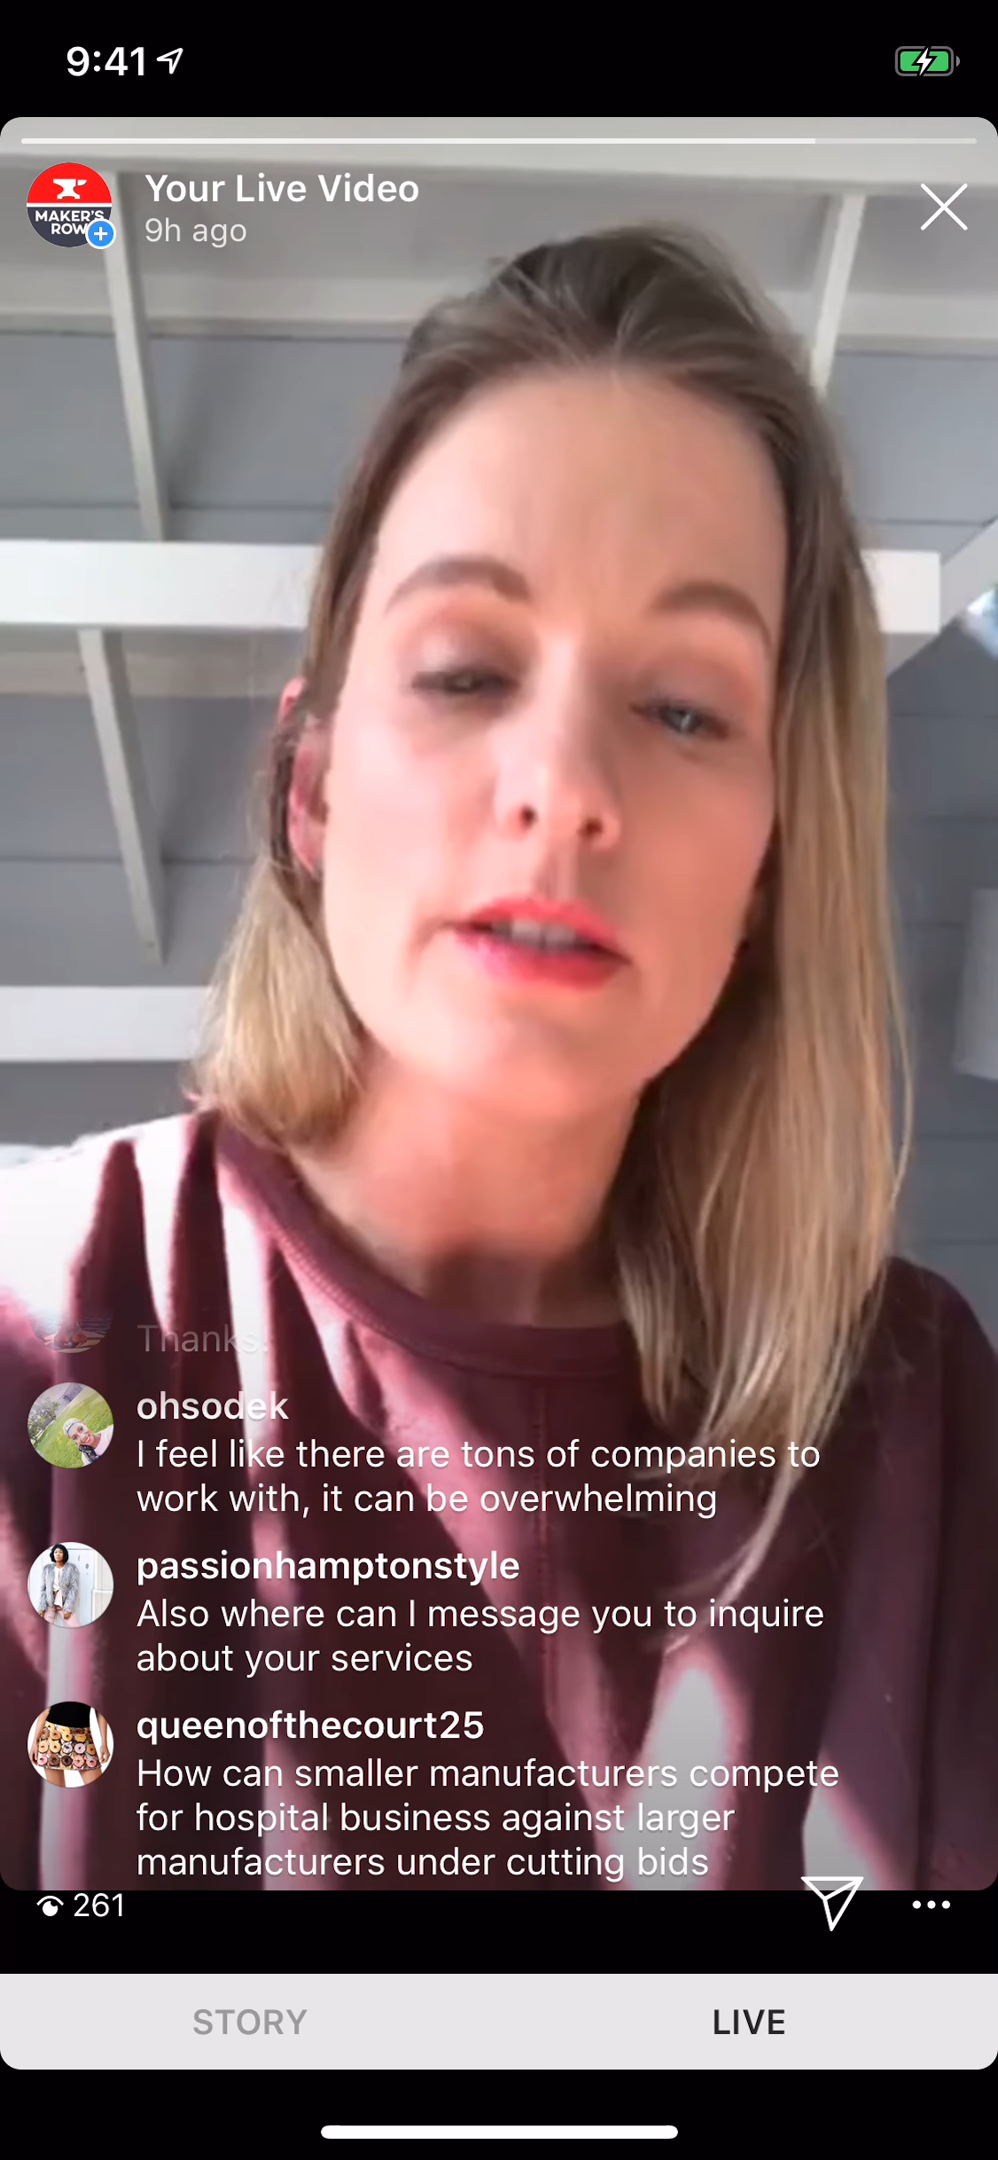 9:41
Your Live Video
9h ago
MAKER'S
ROW
Thanks!
ohsodek
I feel like there are tons of companies to
work with, it can be overwhelming
passionhamptonstyle
Also where can I message you to inquire
about your services
queenofthecourt25
How can smaller manufacturers compete
for hospital business against larger
manufacturers under cutting bids
261
STORY
LIVE